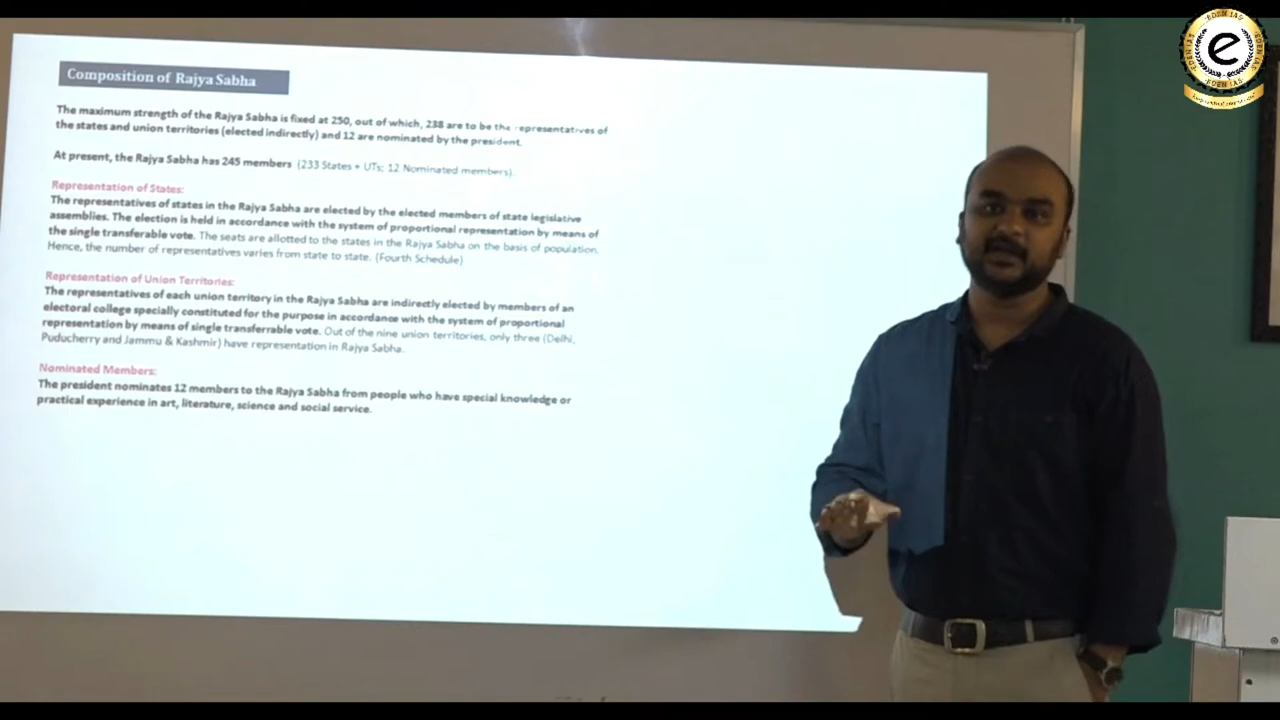 Composition of Rajya Sabha
The maximum strength of the Rajya Sabha is fixed at 250, out of which, 238 are to be the representatives of
the states and union territories (elected indirectly) and 12 are nominated by the president.
At present, the Rajya Sabha has 245 members (233 States + UTs; 12 Nominated members).
Representation of States:
The representatives of states in the Rajya Sabha are elected by the elected members of state legislative
assemblies. The election is held in accordance with the system of proportional representation by means of
the single transferable vote. The seats are allotted to the states in the Rajya Sabha on the basis of population.
Hence, the number of representatives varies from state to state. (Fourth Schedule)
Representation of Union Territories:
The representatives of each union territory in the Rajya Sabha are indirectly elected by members of an
electoral college specially constituted for the purpose in accordance with the system of proportional
representation by means of single transferrable vote. Out of the nine union territories, only three (Delhi,
Puducherry and Jammu & Kashmir) have representation in Rajya Sabha.
Nominated Members:
The president nominates 12 members to the Rajya Sabha from people who have special knowledge or
practical experience in art, literature, science and social service.
EDEN IAS
e
EDEN IAS